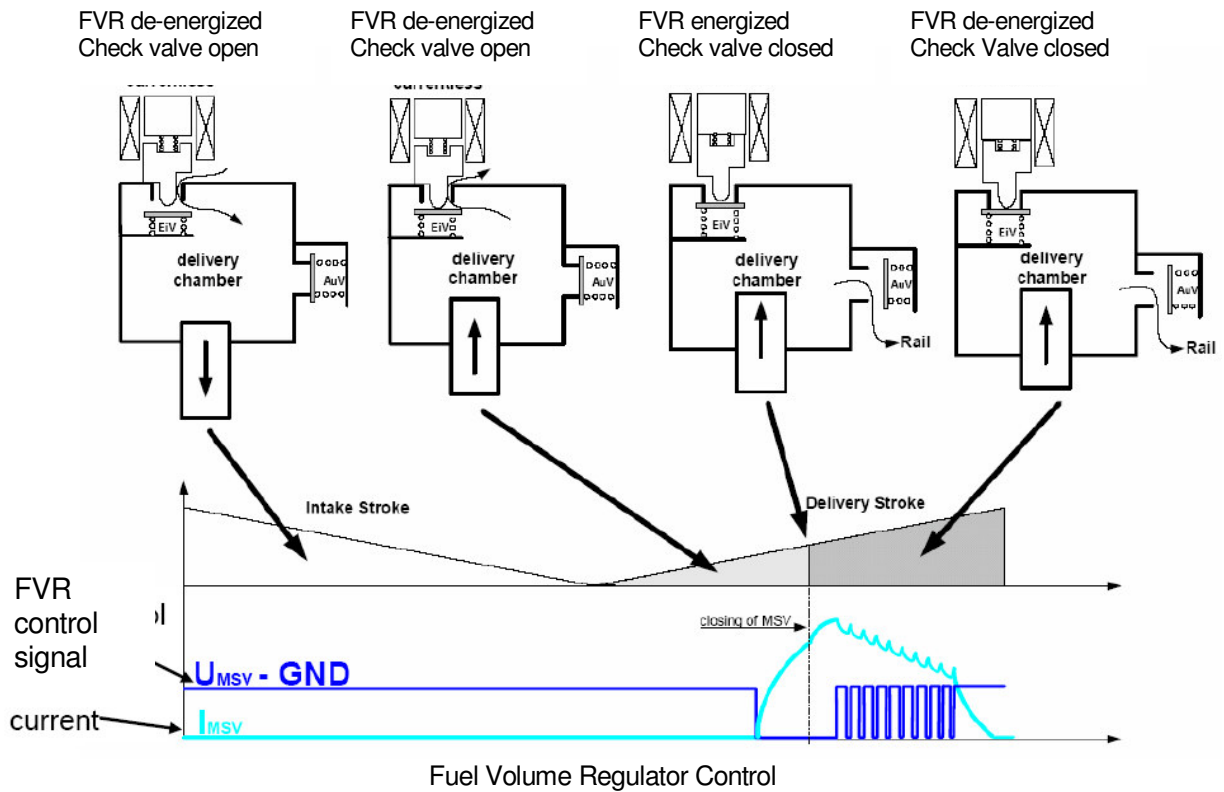 FVR de-energized
Check valve open
FVR de-energized
Check valve open
FVR energized
Check valve closed
FVR de-energized
Check Valve closed
EiV
delivery
chamber
AuV
EiV
delivery
chamber
AuV
EiV
delivery
chamber
AuV
Rail
EiV
delivery
chamber
AuV
Rail
Intake Stroke
Delivery Stroke
FVR
control
signal
closing of MSV
UMSV - GND
current
IMSV
Fuel Volume Regulator Control